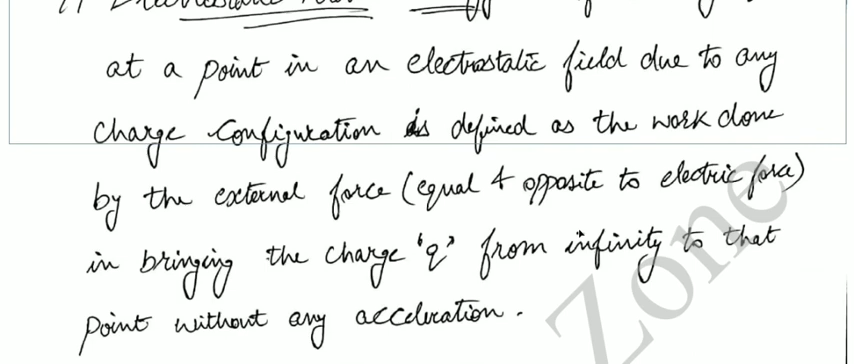 at a point in an electrostatic field due to any
charge configuration is defined as the work done
by the external force (equal & opposite to electric force)
in bringing the charge 'q' from infinity to that
point without any acceleration.
Zone